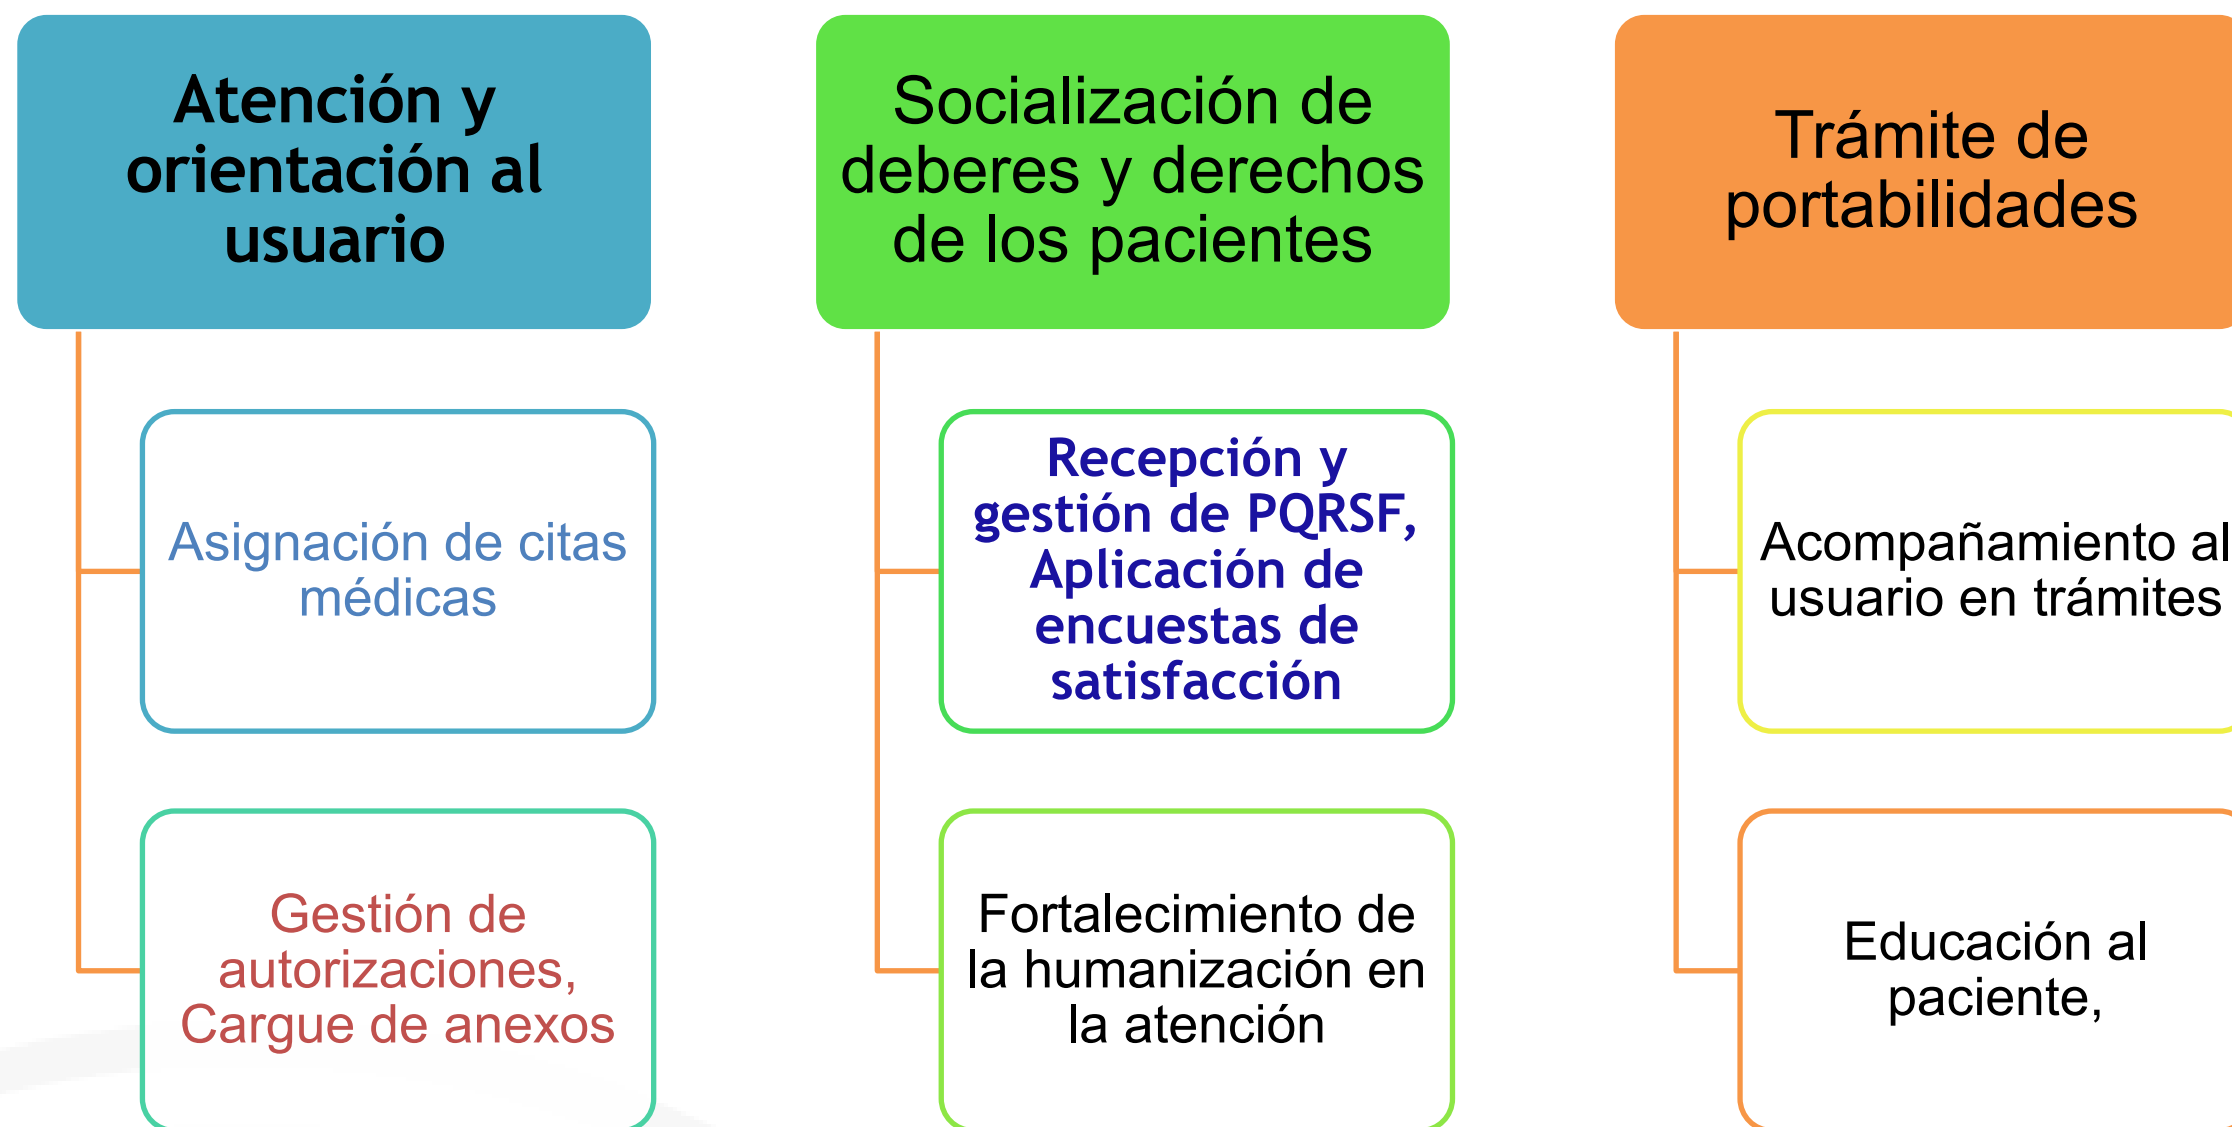 Atención y
orientación al
usuario
Asignación de citas
médicas
Gestión de
autorizaciones,
Cargue de anexos
Socialización de
deberes y derechos
de los pacientes
Recepción y
gestión de PQRSF,
Aplicación de
encuestas de
satisfacción
Fortalecimiento de
la humanización en
la atención
Trámite de
portabilidades
Acompañamiento al
usuario en trámites
Educación al
paciente,